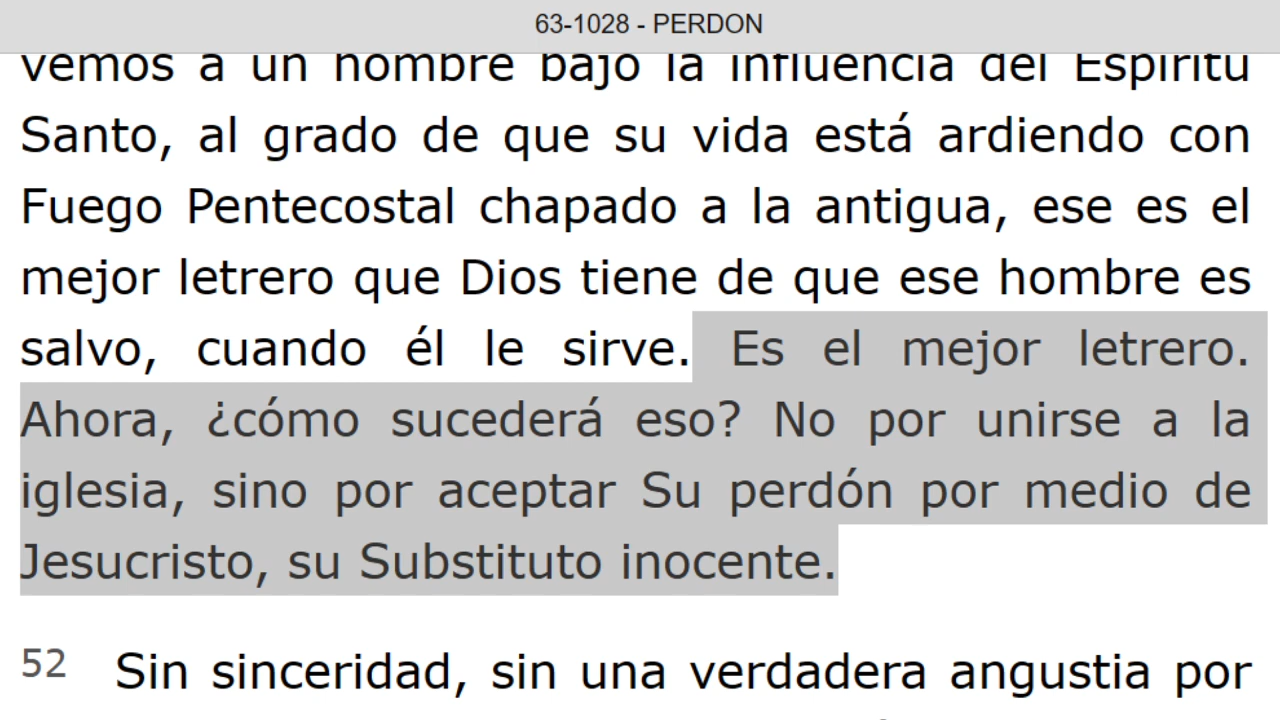 63-1028 - PERDON
vemos a un hombre bajo la influencia del Espíritu
Santo, al grado de que su vida está ardiendo con
Fuego Pentecostal chapado a la antigua, ese es el
mejor letrero que Dios tiene de que ese hombre es
salvo, cuando él le sirve. Es el mejor letrero.
Ahora, ¿cómo sucederá eso? No por unirse a la
iglesia, sino por aceptar Su perdón por medio de
Jesucristo, su Substituto inocente.
52 Sin sinceridad, sin una verdadera angustia por